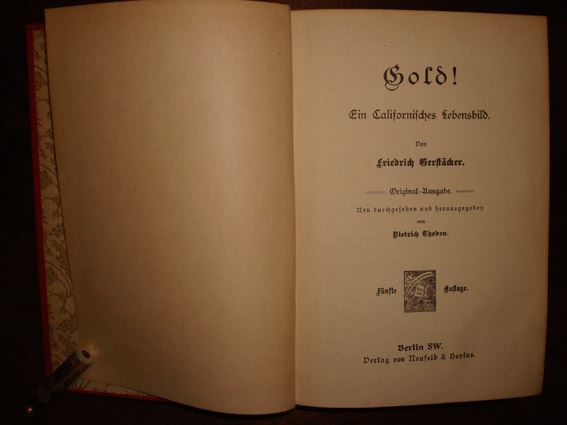 Gold!
Ein Californisches Lebensbild.
Von
Friedrich Gerstäcker.
Original-Ausgabe.
Neu durchgesehen und herausgegeben
von
Dietrich Theden.
Fünfte Auflage.
Berlin SW.
Verlag von Neufeld & Henius.